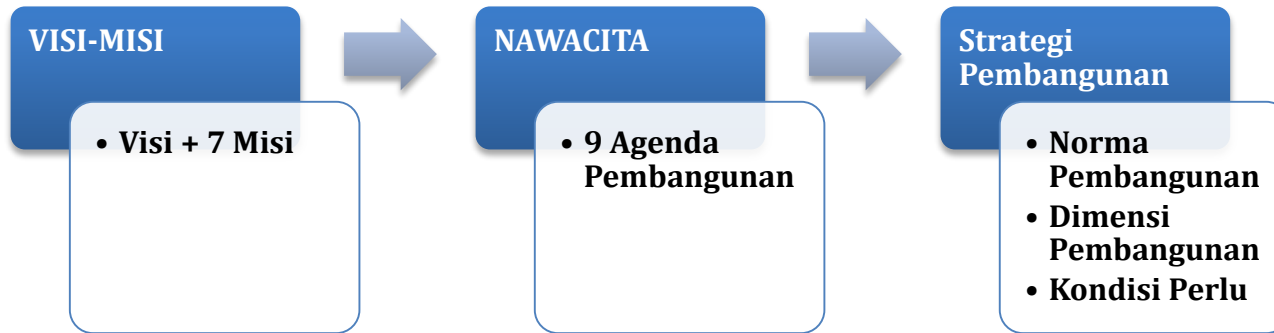 VISI-MISI
• Visi + 7 Misi
NAWACITA
• 9 Agenda
Pembangunan
Strategi
Pembangunan
• Norma
Pembangunan
• Dimensi
Pembangunan
• Kondisi Perlu